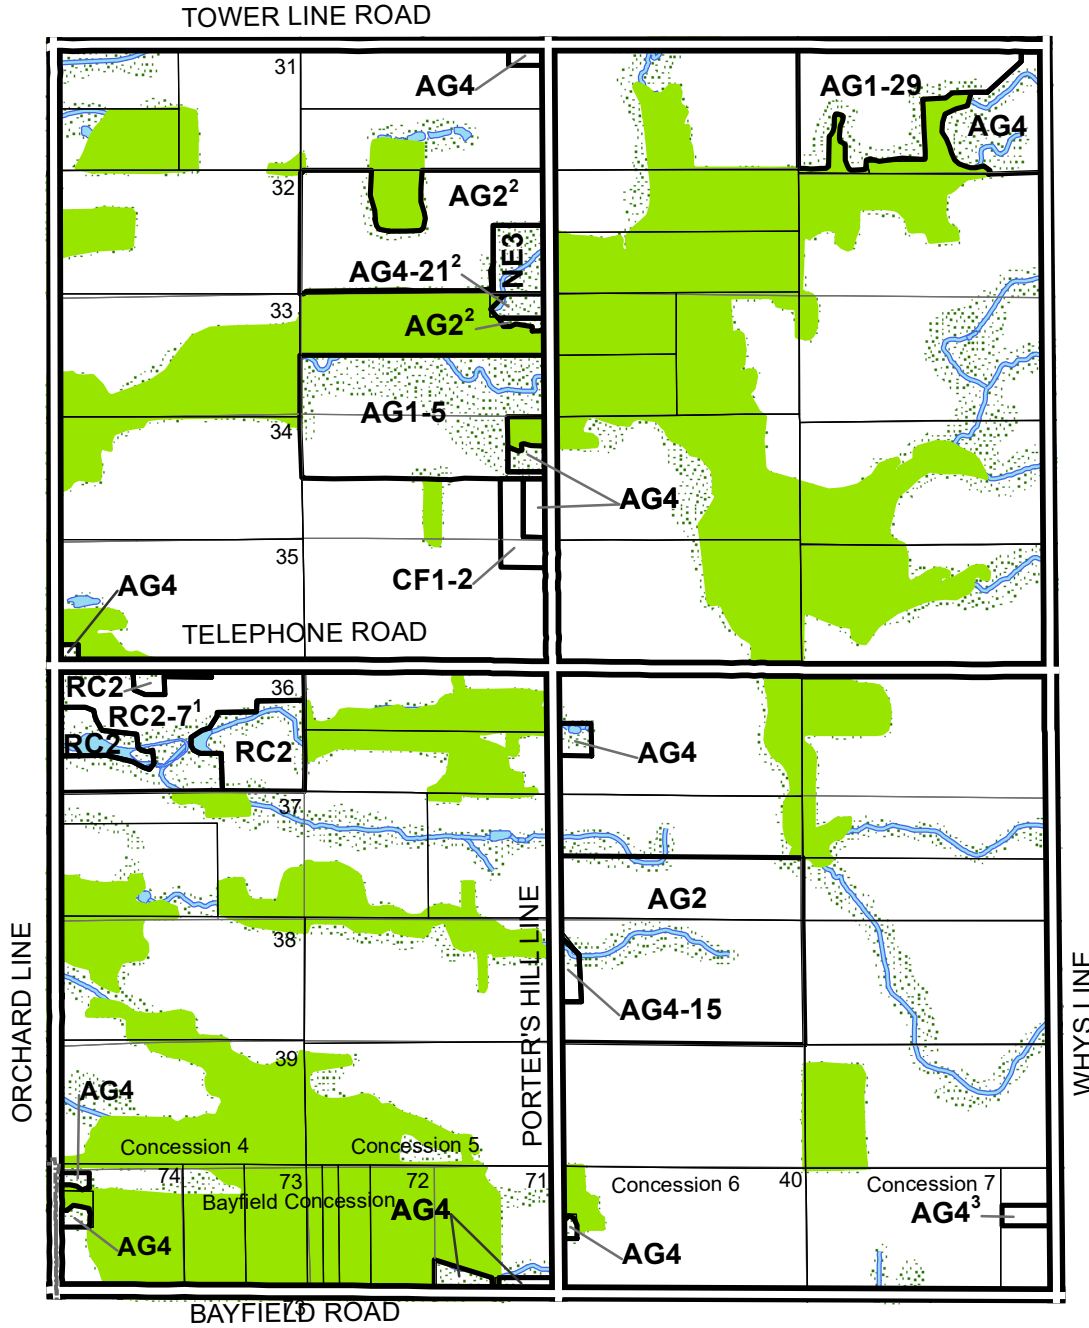 TOWER LINE ROAD
31
AG4
AG1-29
AG4
32
AG2²
NE3
AG4-21²
33
AG2²
AG1-5
34
AG4
35
CF1-2
AG4
TELEPHONE ROAD
RC2
36
RC2-7¹
RC2
RC2
AG4
37
AG2
38
ORCHARD LINE
PORTER'S HILL LINE
WHYS LINE
AG4-15
39
AG4
Concession 4
Concession 5
74
73
72
71
Concession 6
40
Concession 7
Bayfield Concession
AG4
AG4³
AG4
AG4
73
BAYFIELD ROAD